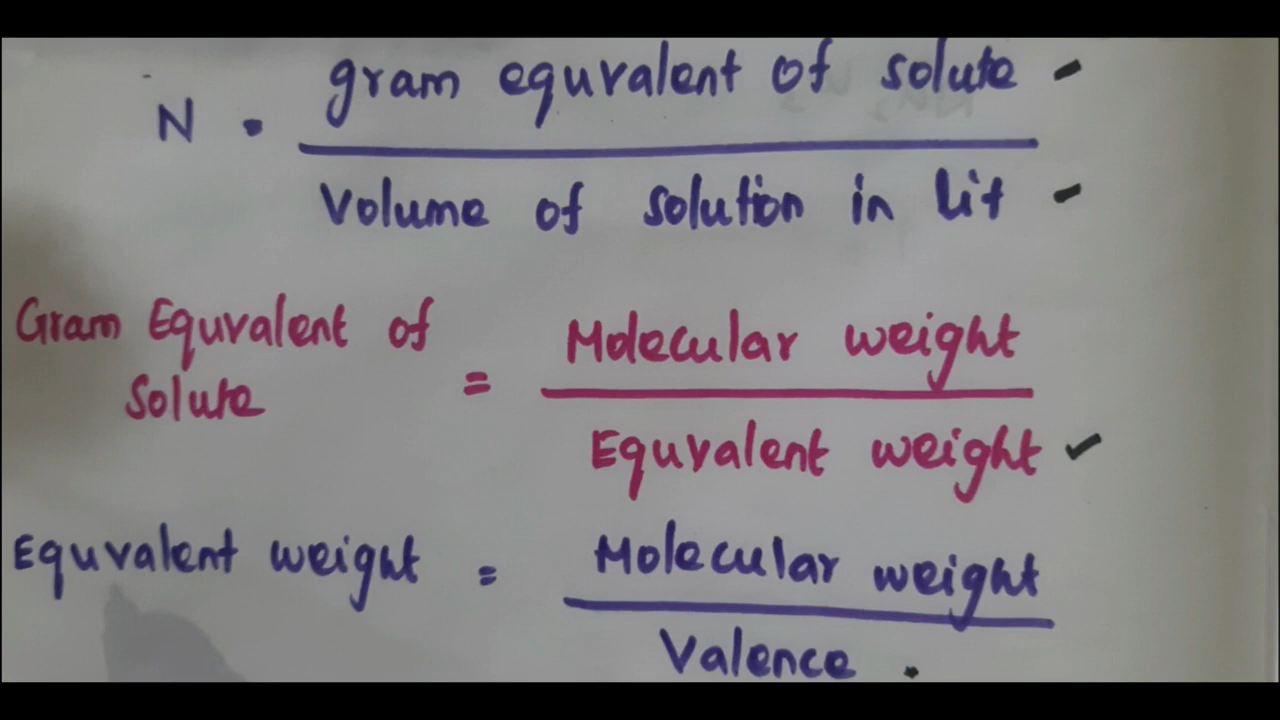 gram equvalent of solute
N =
Volume of solution in lit
Gram Equvalent of
Solute
=
Molecular weight
Equvalent weight
Equvalent weight = Molecular weight
Valence